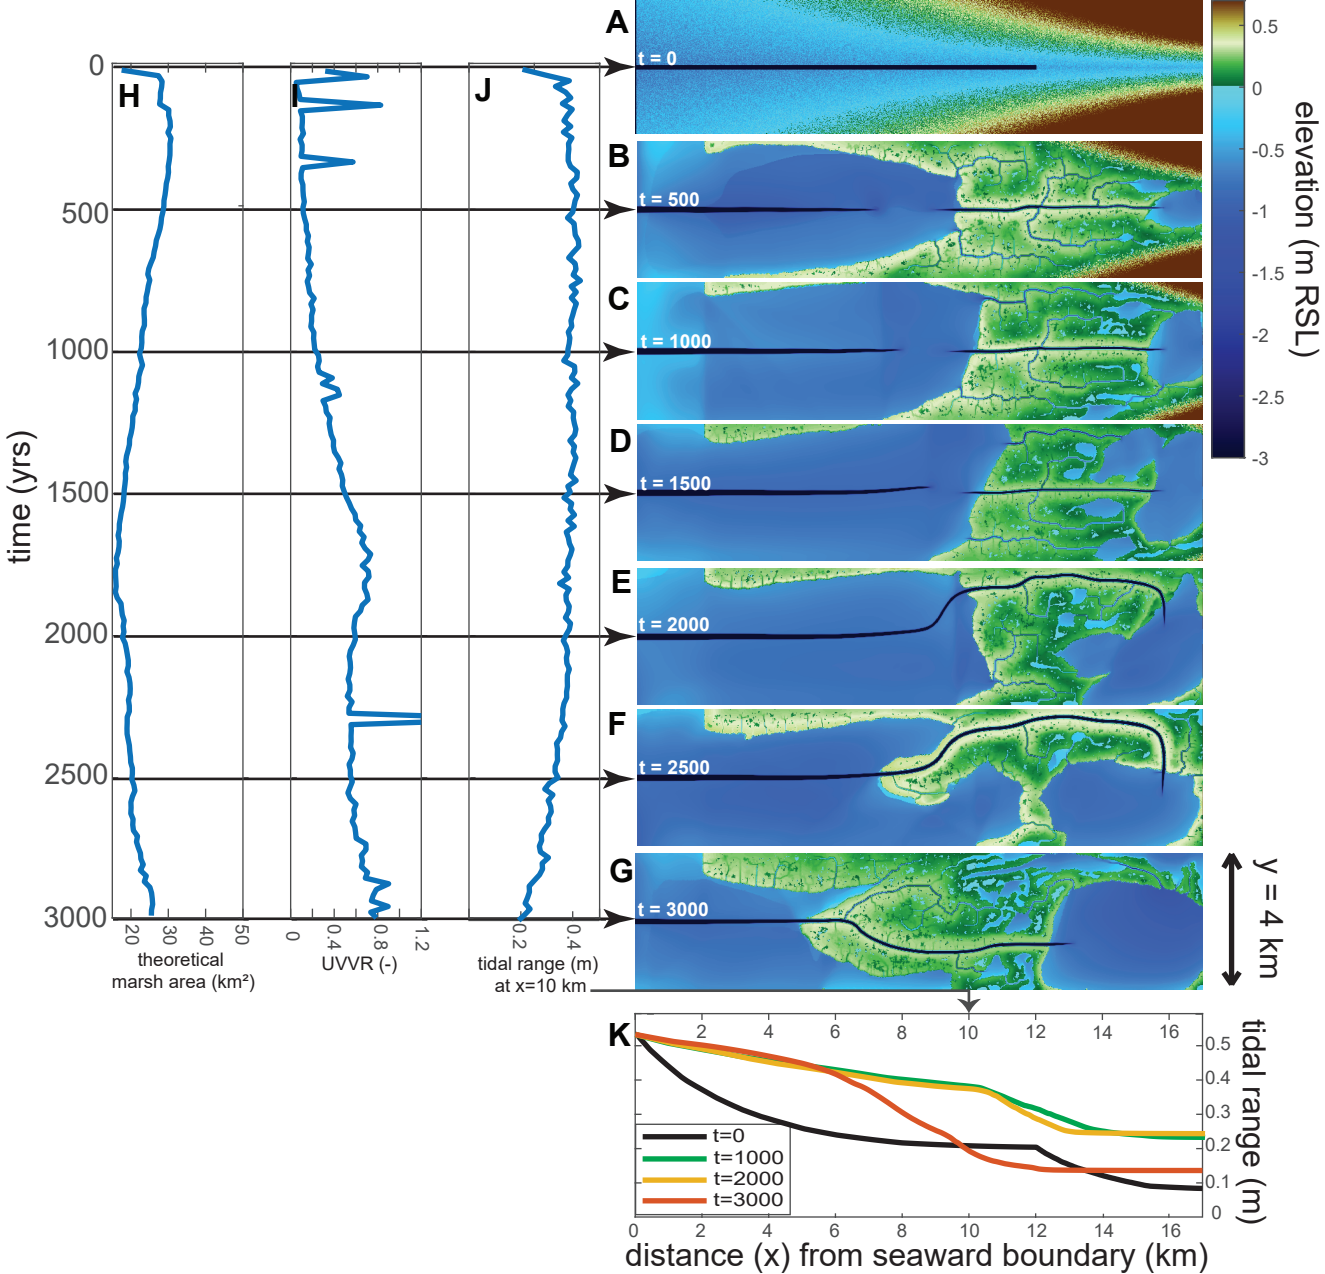 A
t = 0
B
t = 500
C
t = 1000
D
t = 1500
E
t = 2000
F
t = 2500
G
t = 3000
y = 4 km
0.5
0
-0.5
-1
-1.5
-2
-2.5
-3
elevation (m RSL)
time (yrs)
0
500
1000
1500
2000
2500
3000
H
20 30 40 50
theoretical
marsh area (km²)
I
0 0.4 0.8 1.2
UVVR (-)
J
0.2 0.4
tidal range (m)
at x=10 km
K
2 4 6 8 10 12 14 16
0.5
0.4
0.3
0.2
0.1
0
tidal range (m)
t=0
t=1000
t=2000
t=3000
0 2 4 6 8 10 12 14 16
distance (x) from seaward boundary (km)